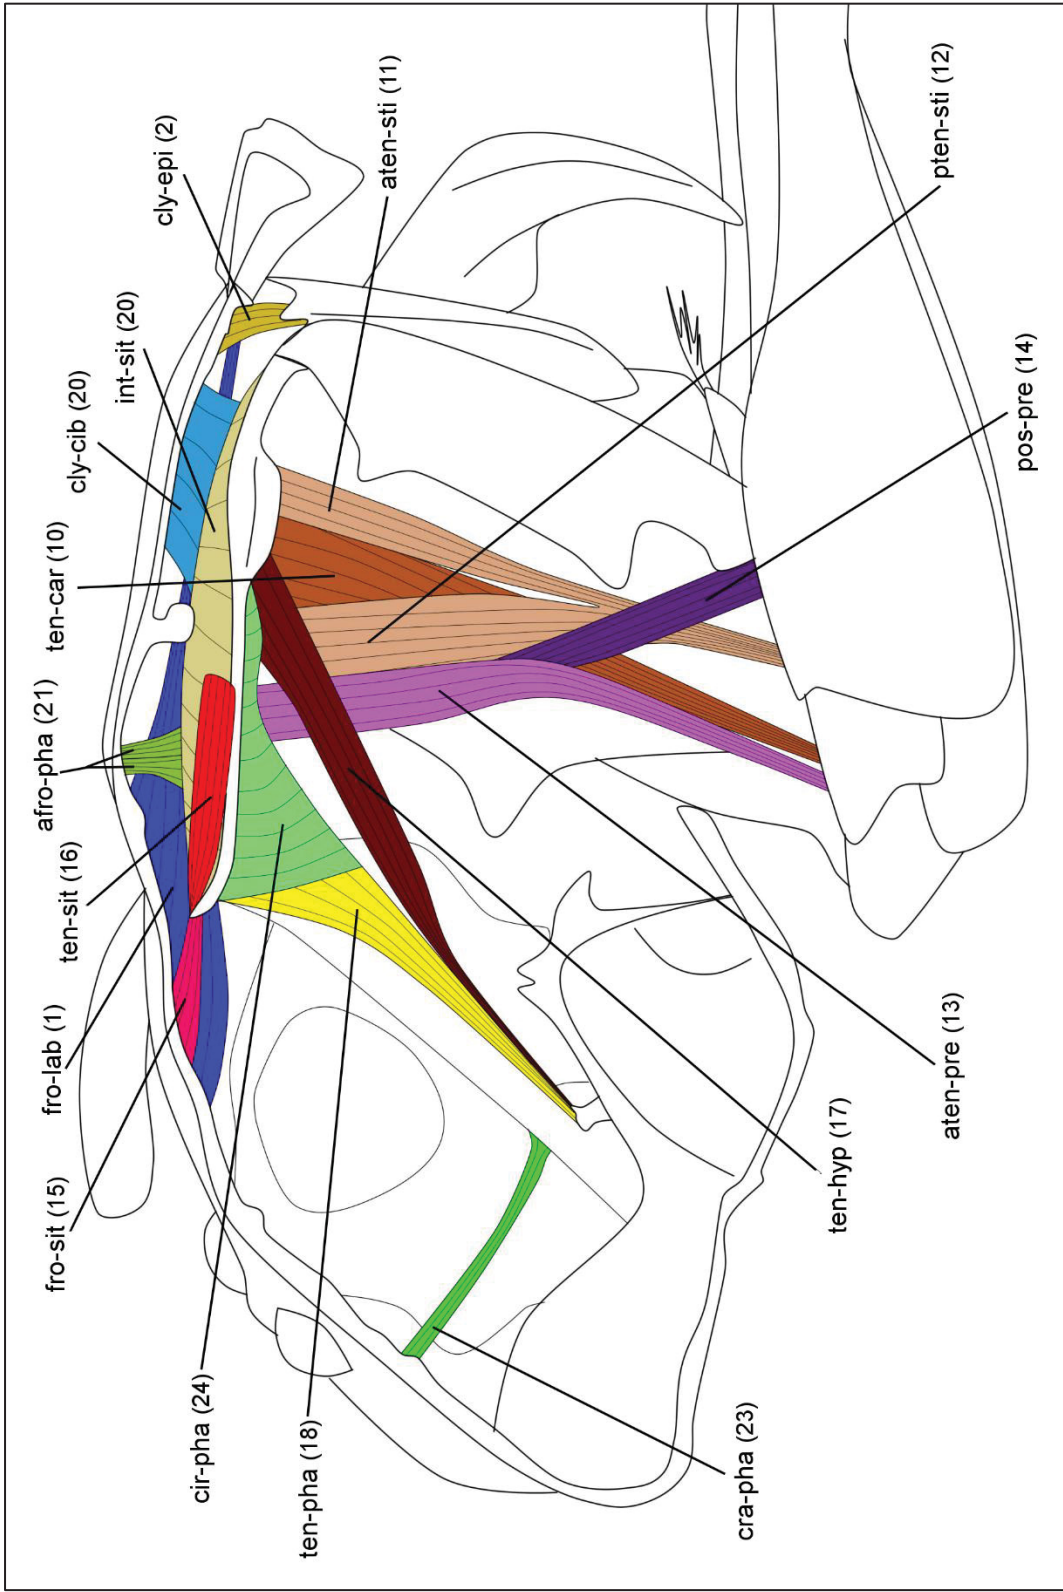 fro-sit (15)
fro-lab (1)
ten-sit (16)
afro-pha (21)
ten-car (10)
cly-cib (20)
int-sit (20)
cly-epi (2)
aten-sti (11)
cir-pha (24)
ten-pha (18)
cra-pha (23)
ten-hyp (17)
aten-pre (13)
pos-pre (14)
pten-sti (12)